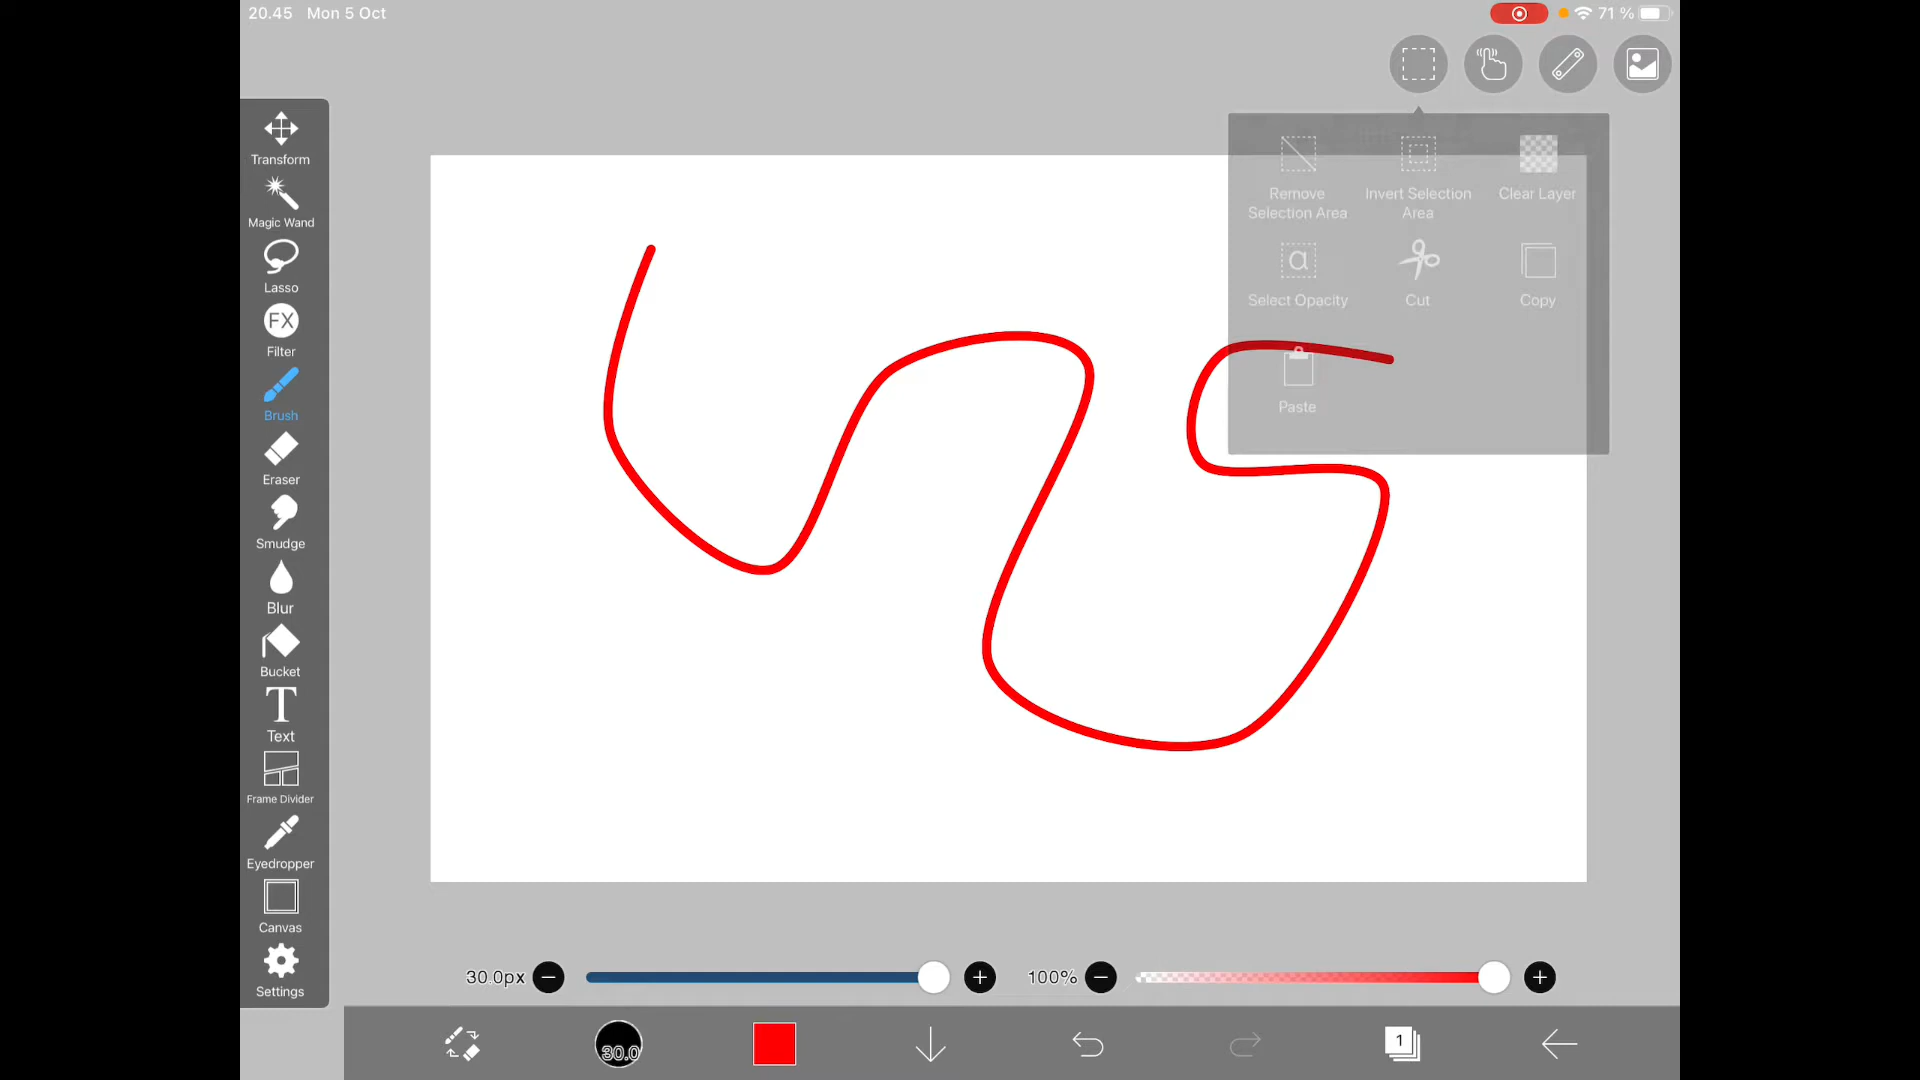 20.45 Mon 5 Oct
71 %
Transform
Magic Wand
Lasso
FX
Filter
Brush
Eraser
Smudge
Blur
Bucket
T
Text
Frame Divider
Eyedropper
Canvas
Settings
Remove
Selection Area
Invert Selection
Area
Clear Layer
a
Select Opacity
Cut
Copy
Paste
30.0px
100%
30.0
1